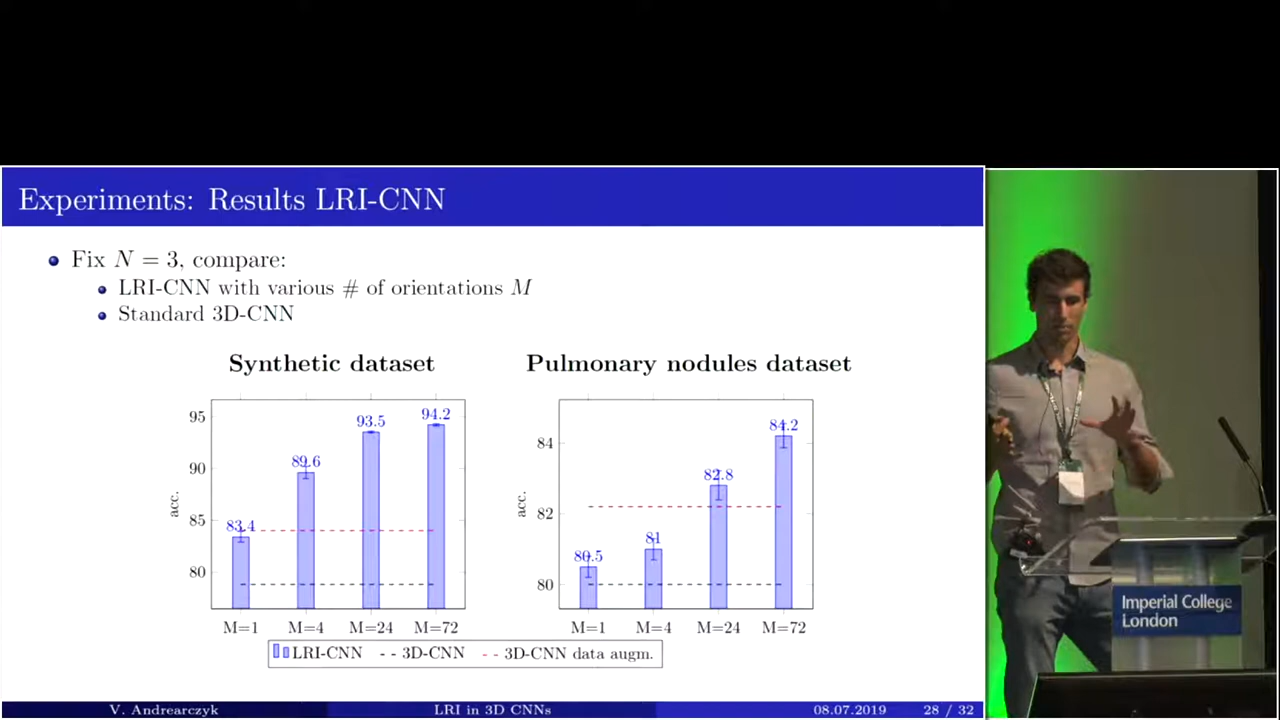 Experiments: Results LRI-CNN
Fix N = 3, compare:
LRI-CNN with various # of orientations M
Standard 3D-CNN
Synthetic dataset
95
90
85
80
acc.
83.4
89.6
93.5
94.2
M=1 M=4 M=24 M=72
Pulmonary nodules dataset
84
82
80
acc.
80.5
81
82.8
84.2
M=1 M=4 M=24 M=72
LRI-CNN 3D-CNN 3D-CNN data augm.
V. Andrearczyk LRI in 3D CNNs 08.07.2019 28 / 32
Imperial College
London